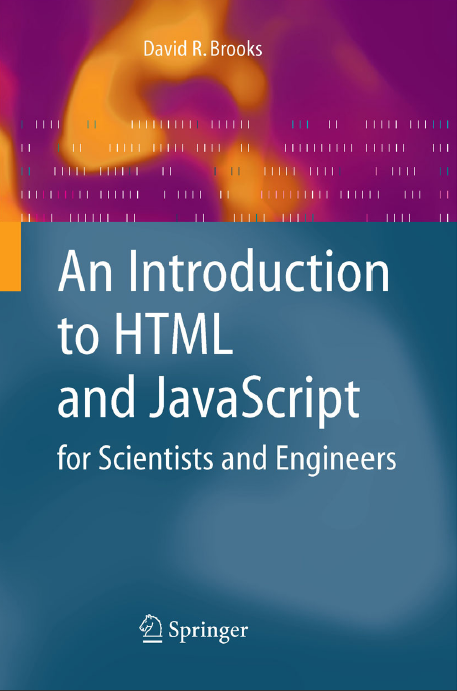 David R. Brooks
An Introduction
to HTML
and JavaScript
for Scientists and Engineers
Springer